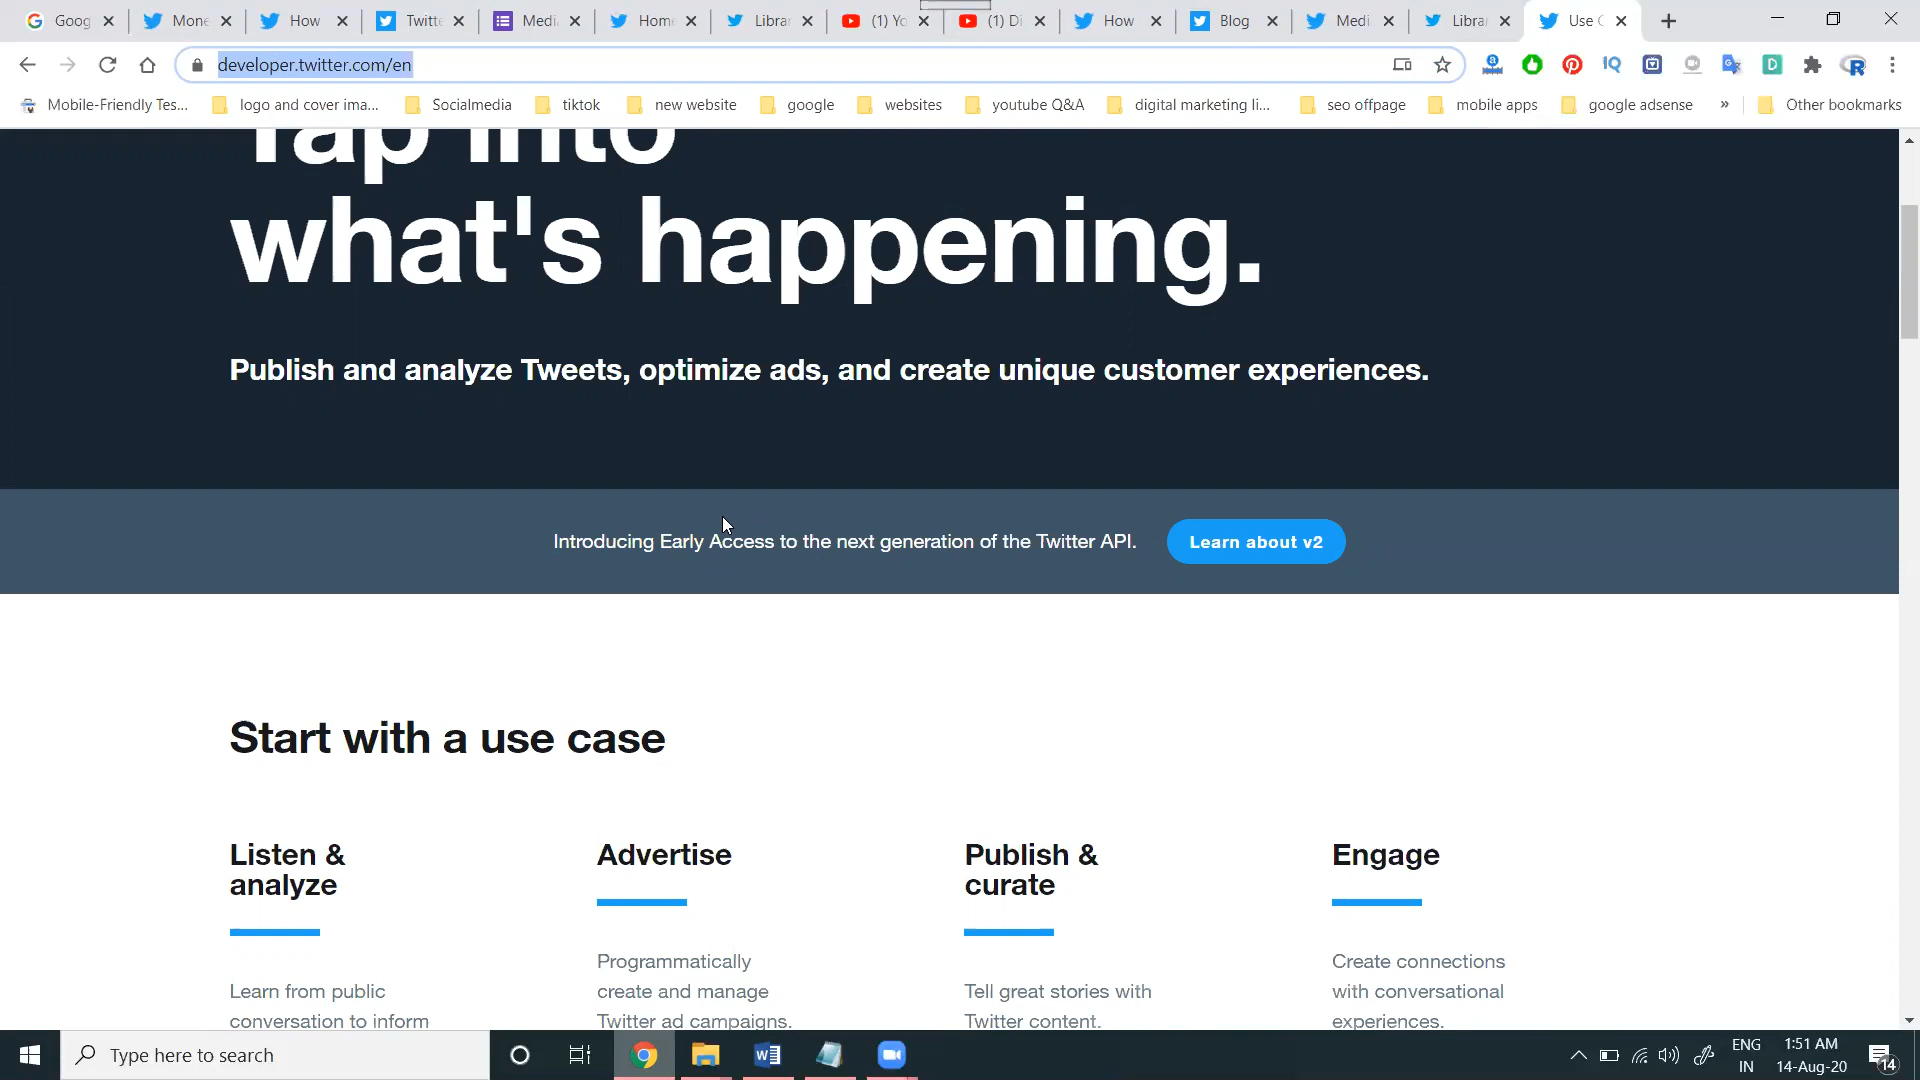 Goog
Mone
How
Twitte
Medi
Home
Librar
(1) Yo
(1) Di
How
Blog
Medi
Librar
Use C
developer.twitter.com/en
Mobile-Friendly Tes...
logo and cover ima...
Socialmedia
tiktok
new website
google
websites
youtube Q&A
digital marketing li...
seo offpage
mobile apps
google adsense
»
Other bookmarks
Tap into
what's happening.
Publish and analyze Tweets, optimize ads, and create unique customer experiences.
Introducing Early Access to the next generation of the Twitter API.
Learn about v2
Start with a use case
Listen &
analyze
Learn from public
conversation to inform
Advertise
Programmatically
create and manage
Twitter ad campaigns.
Publish &
curate
Tell great stories with
Twitter content.
Engage
Create connections
with conversational
experiences.
Type here to search
ENG
IN
1:51 AM
14-Aug-20
14